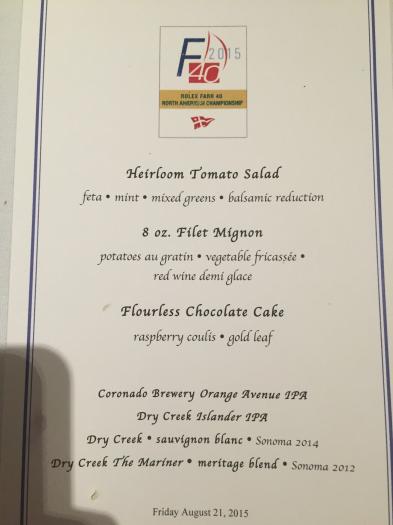 F 2015
40
ROLEX FARR 40
NORTH AMERICAN CHAMPIONSHIP
Heirloom Tomato Salad
feta • mint • mixed greens • balsamic reduction
8 oz. Filet Mignon
potatoes au gratin • vegetable fricassée •
red wine demi glace
Flourless Chocolate Cake
raspberry coulis • gold leaf
Coronado Brewery Orange Avenue IPA
Dry Creek Islander IPA
Dry Creek • sauvignon blanc • Sonoma 2014
Dry Creek The Mariner • meritage blend • Sonoma 2012
Friday August 21, 2015